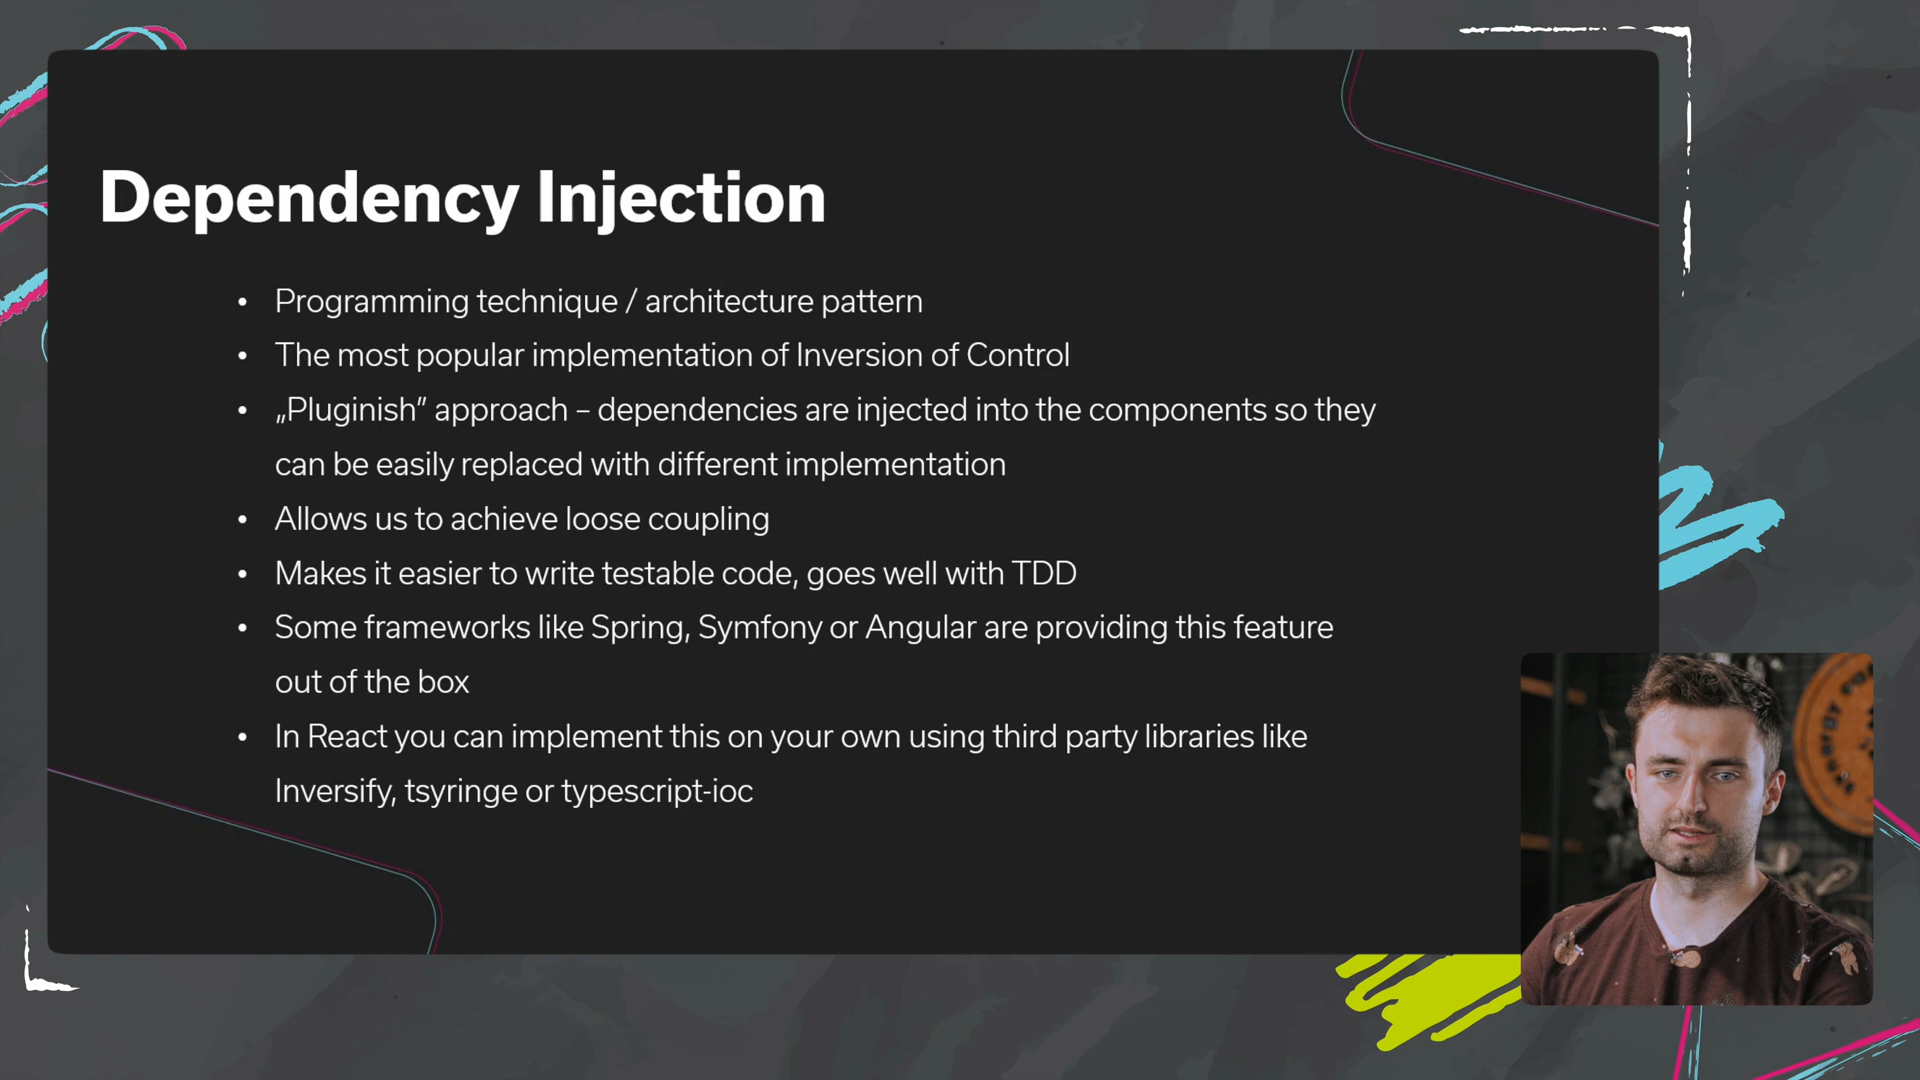 Dependency Injection
• Programming technique / architecture pattern
• The most popular implementation of Inversion of Control
• „Pluginish” approach – dependencies are injected into the components so they
can be easily replaced with different implementation
• Allows us to achieve loose coupling
• Makes it easier to write testable code, goes well with TDD
• Some frameworks like Spring, Symfony or Angular are providing this feature
out of the box
• In React you can implement this on your own using third party libraries like
Inversify, tsyringe or typescript-ioc